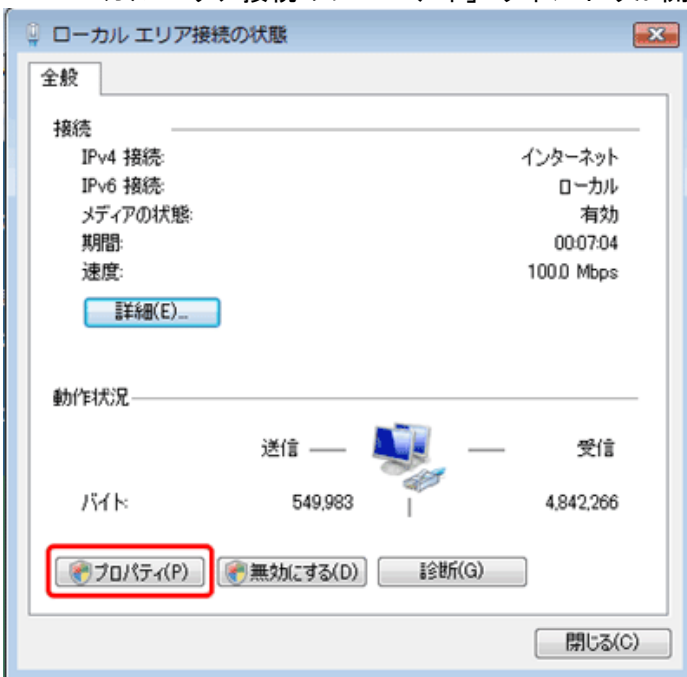 ローカル エリア接続の状態
全般
接続
IPv4 接続: インターネット
IPv6 接続: ローカル
メディアの状態: 有効
期間: 00:07:04
速度: 100.0 Mbps
詳細(E)...
動作状況
送信 — — 受信
バイト: 549,983 | 4,842,266
プロパティ(P) 無効にする(D) 診断(G)
閉じる(C)